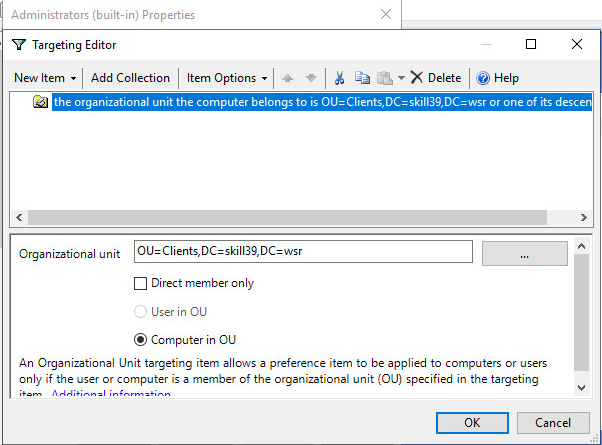 Administrators (built-in) Properties
Targeting Editor
New Item Add Collection Item Options Delete Help
the organizational unit the computer belongs to is OU=Clients,DC=skill39,DC=wsr or one of its descen
Organizational unit OU=Clients,DC=skill39,DC=wsr ...
Direct member only
User in OU
Computer in OU
An Organizational Unit targeting item allows a preference item to be applied to computers or users
only if the user or computer is a member of the organizational unit (OU) specified in the targeting
item. Additional information
OK Cancel